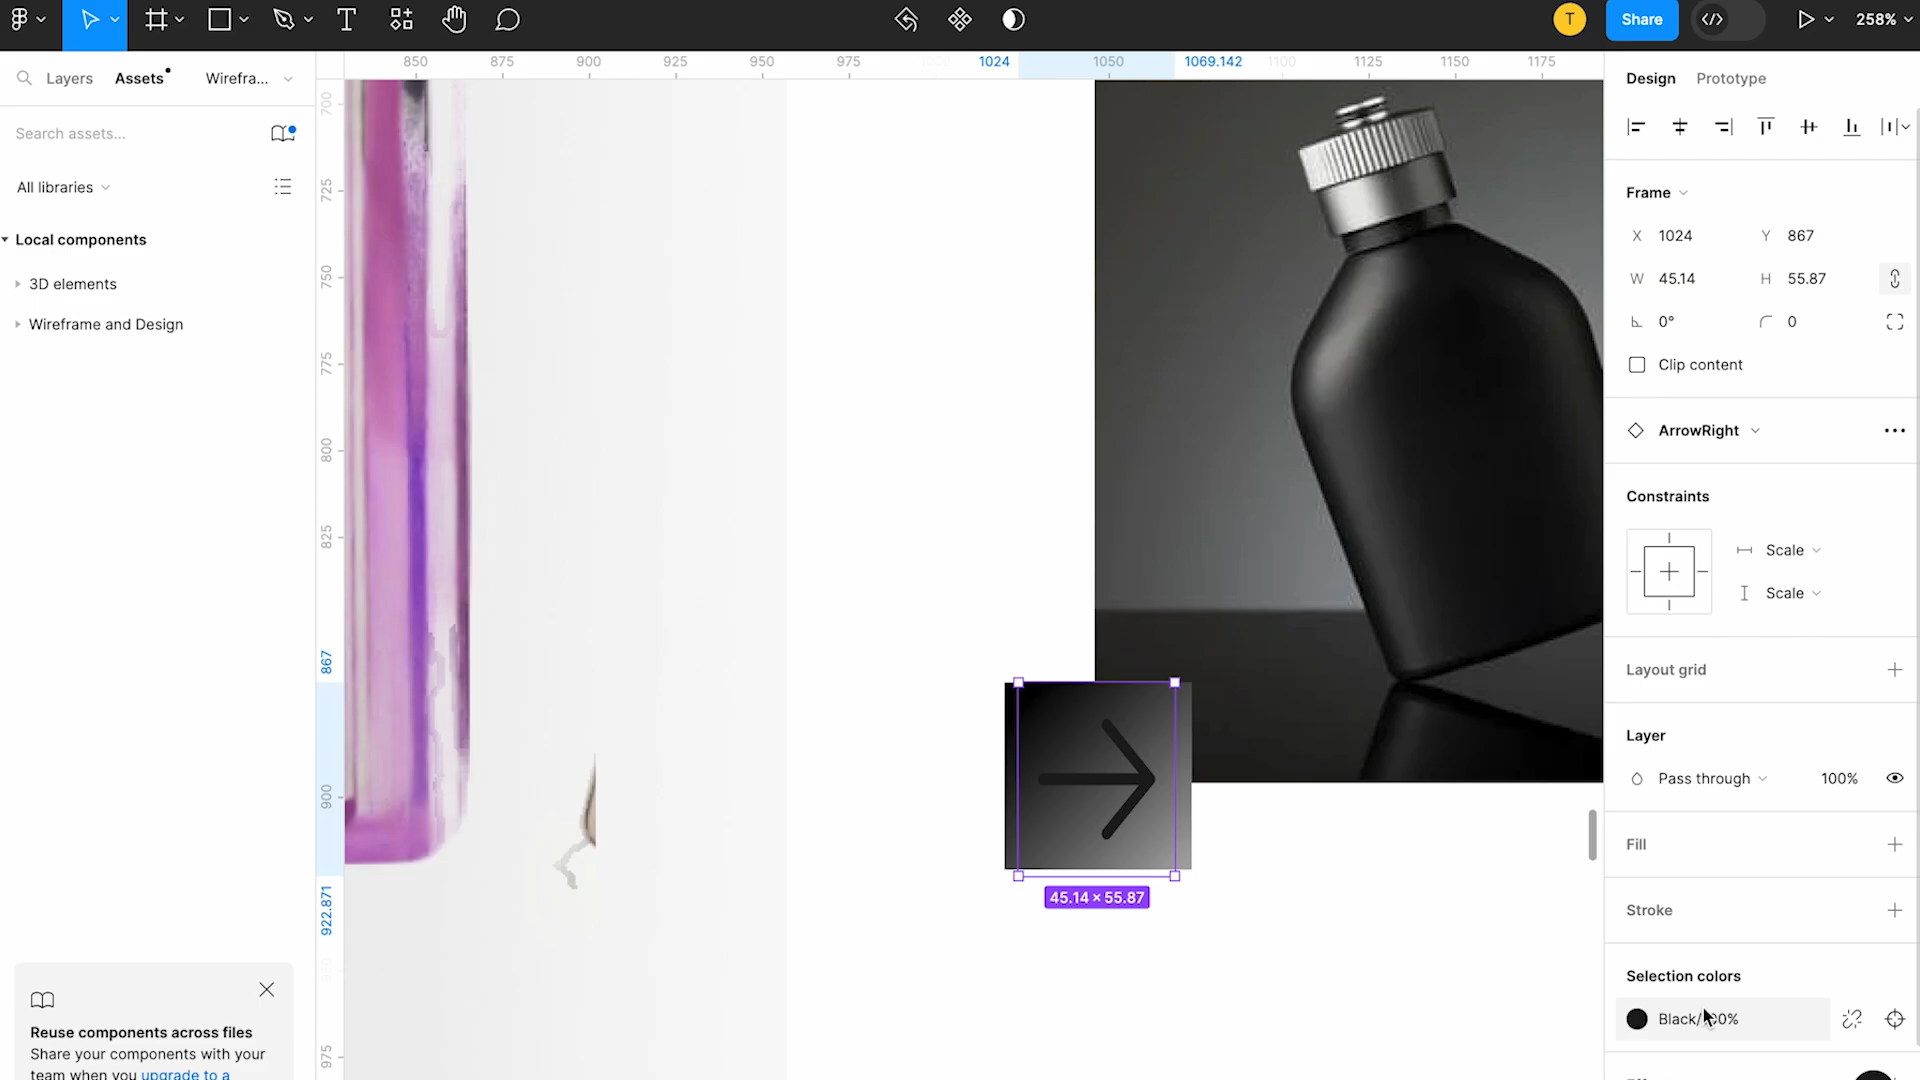 T
Share
258%
Layers
Assets
Wirefra...
850
875
900
925
950
975
1024
1050
1069.142
1100
1125
1150
1175
Design
Prototype
Search assets...
All libraries
Local components
3D elements
Wireframe and Design
700
725
750
775
800
825
867
900
922.871
950
975
45.14 × 55.87
Frame
X 1024
Y 867
W 45.14
H 55.87
0°
0
Clip content
ArrowRight
Constraints
Scale
Scale
Layout grid
Layer
Pass through
100%
Fill
Stroke
Selection colors
Reuse components across files
Share your components with your
team when you upgrade to a